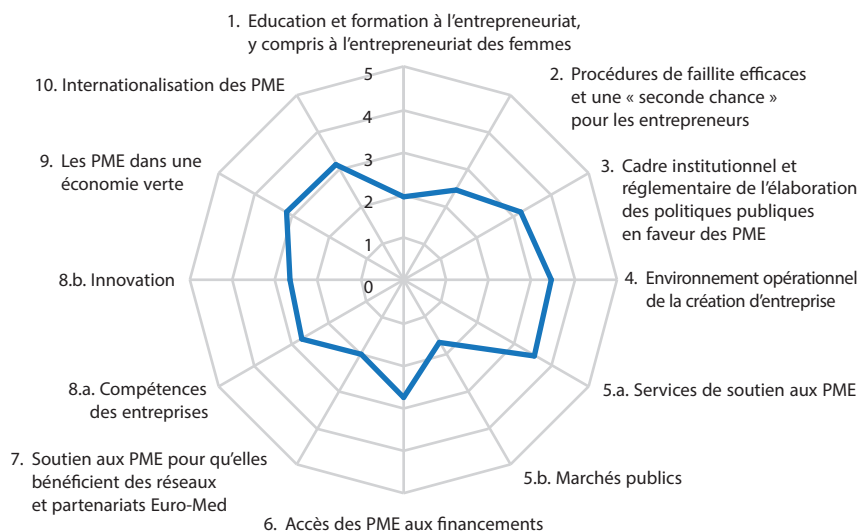 1. Education et formation à l'entrepreneuriat,
y compris à l'entrepreneuriat des femmes
2. Procédures de faillite efficaces
et une « seconde chance »
pour les entrepreneurs
3. Cadre institutionnel et
réglementaire de l'élaboration
des politiques publiques
en faveur des PME
4. Environnement opérationnel
de la création d'entreprise
5.a. Services de soutien aux PME
5.b. Marchés publics
6. Accès des PME aux financements
7. Soutien aux PME pour qu'elles
bénéficient des réseaux
et partenariats Euro-Med
8.a. Compétences
des entreprises
8.b. Innovation
9. Les PME dans une
économie verte
10. Internationalisation des PME
5
4
3
2
1
0